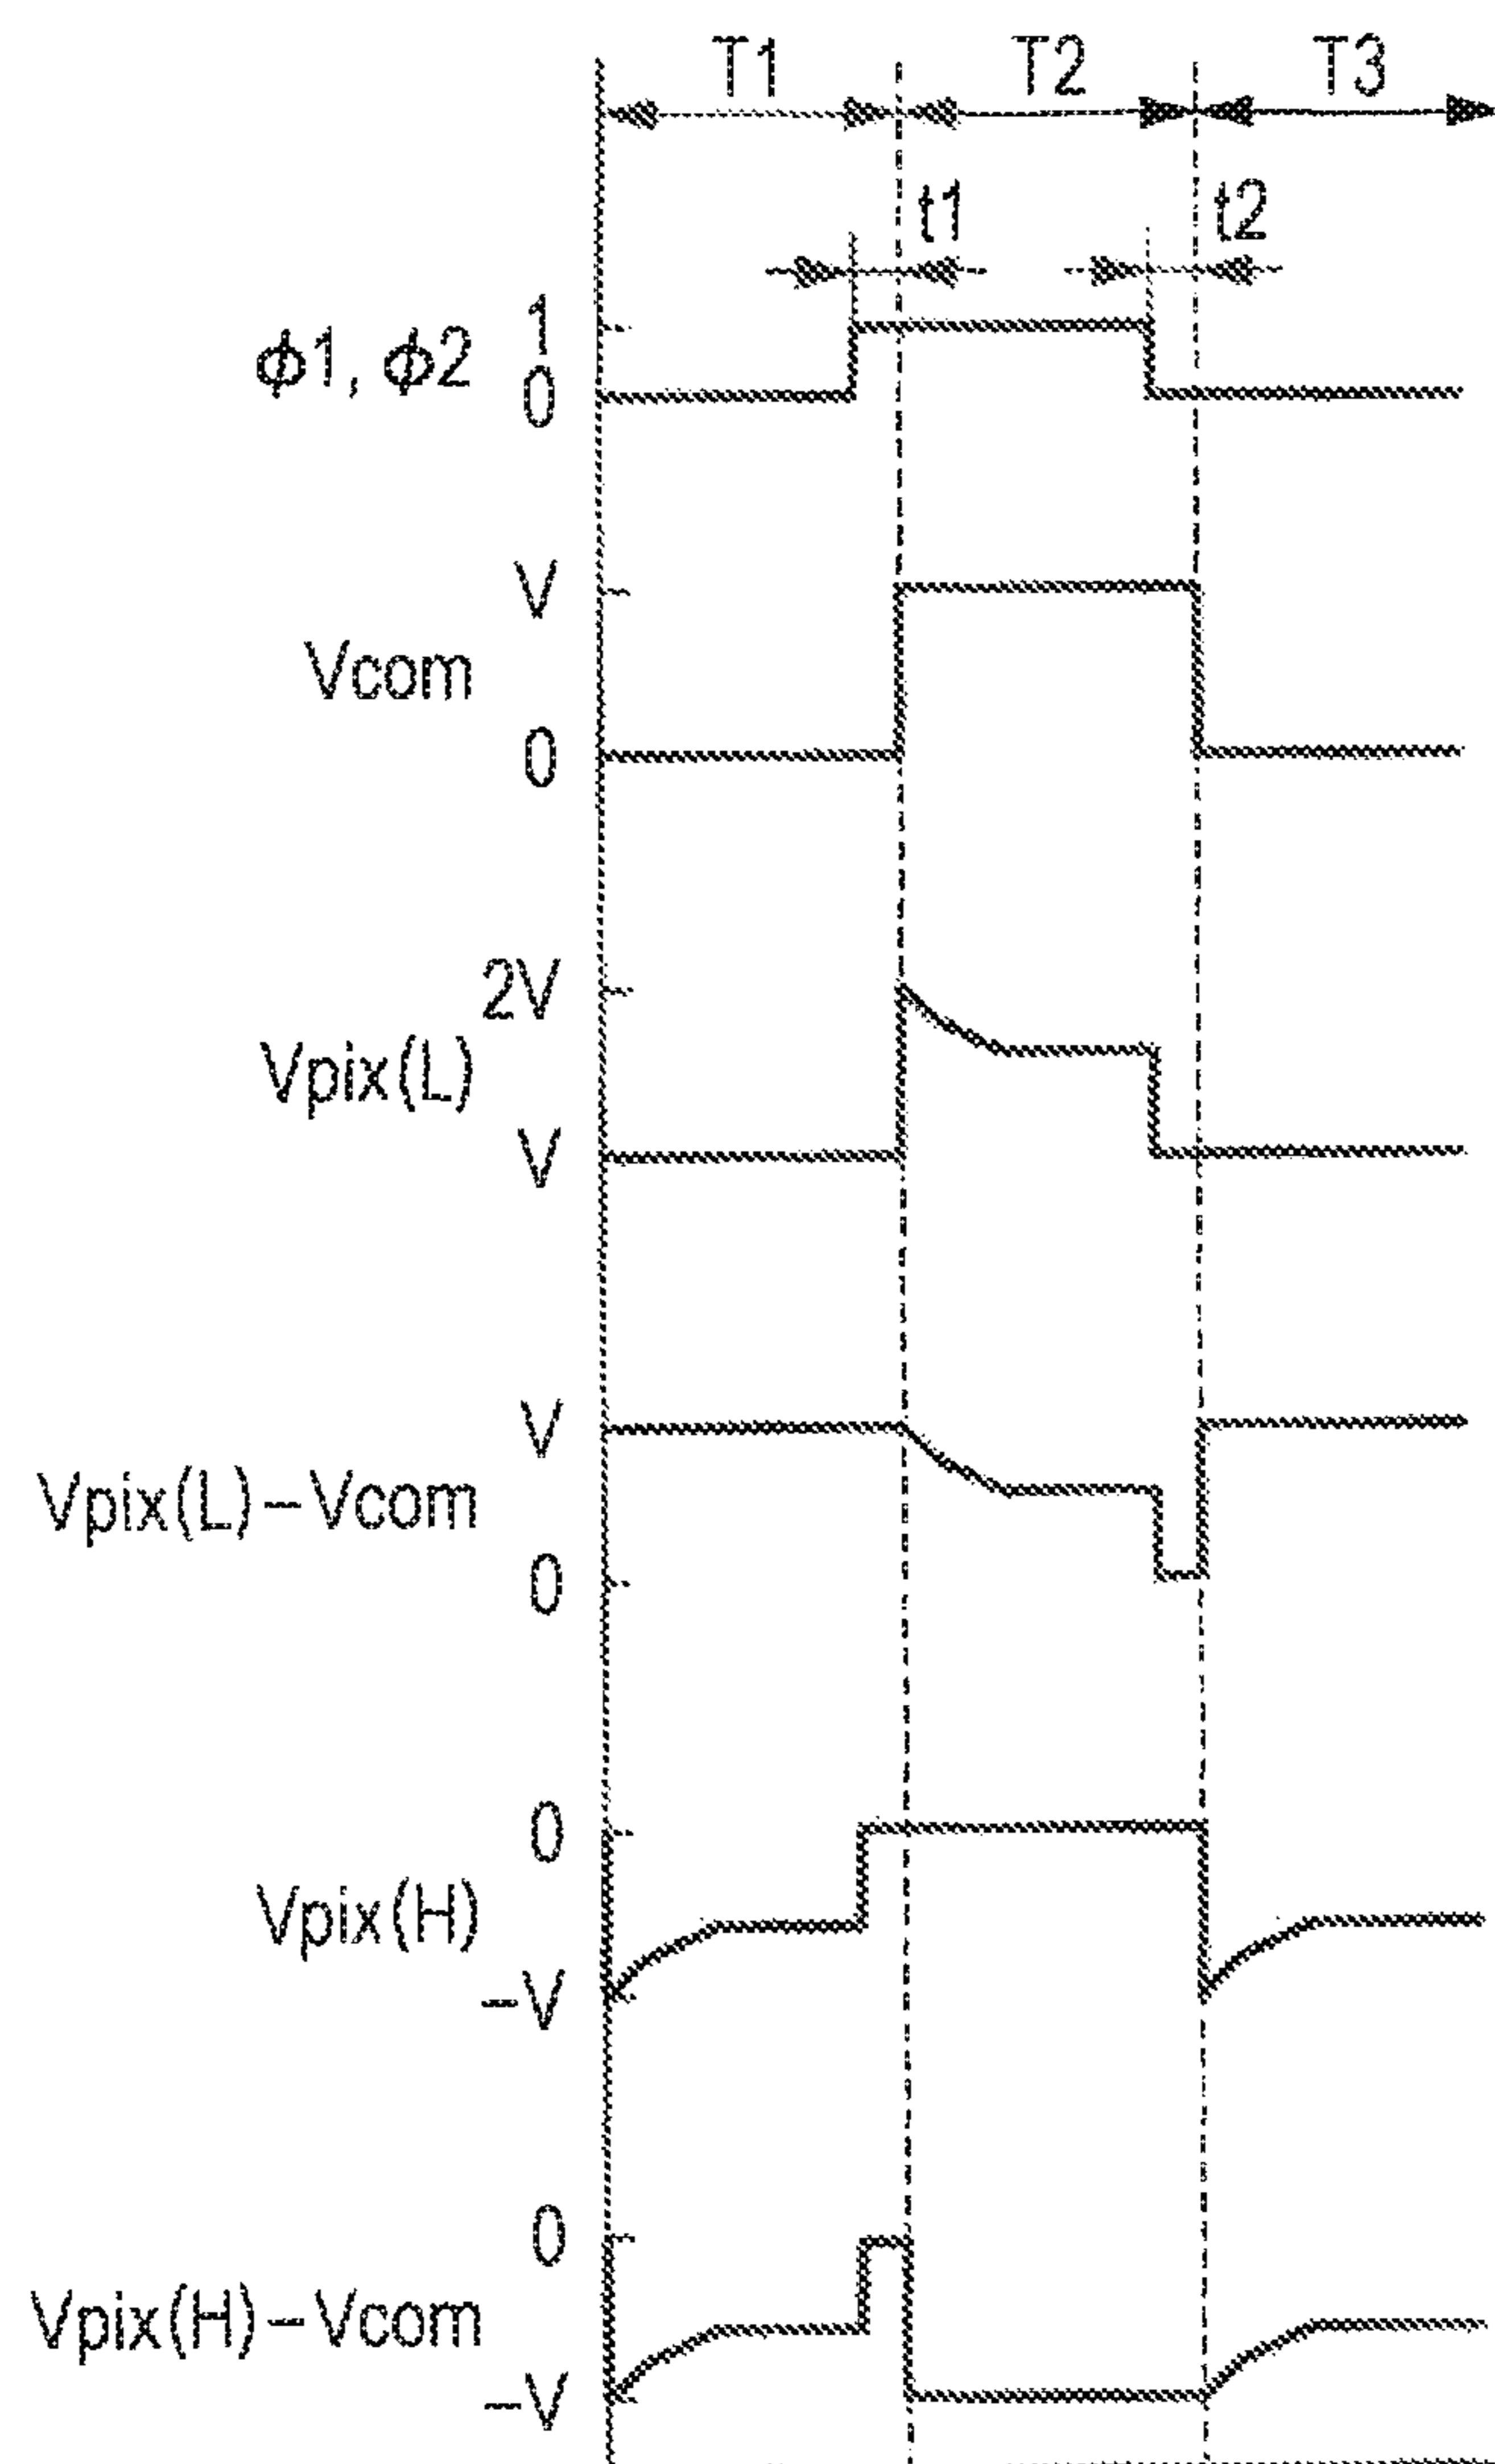 T1 T2 T3
t1 t2
1
ϕ1, ϕ2
0
V
Vcom
0
2V
Vpix(L)
V
V
Vpix(L)−Vcom
0
0
Vpix(H)
−V
0
Vpix(H)−Vcom
−V